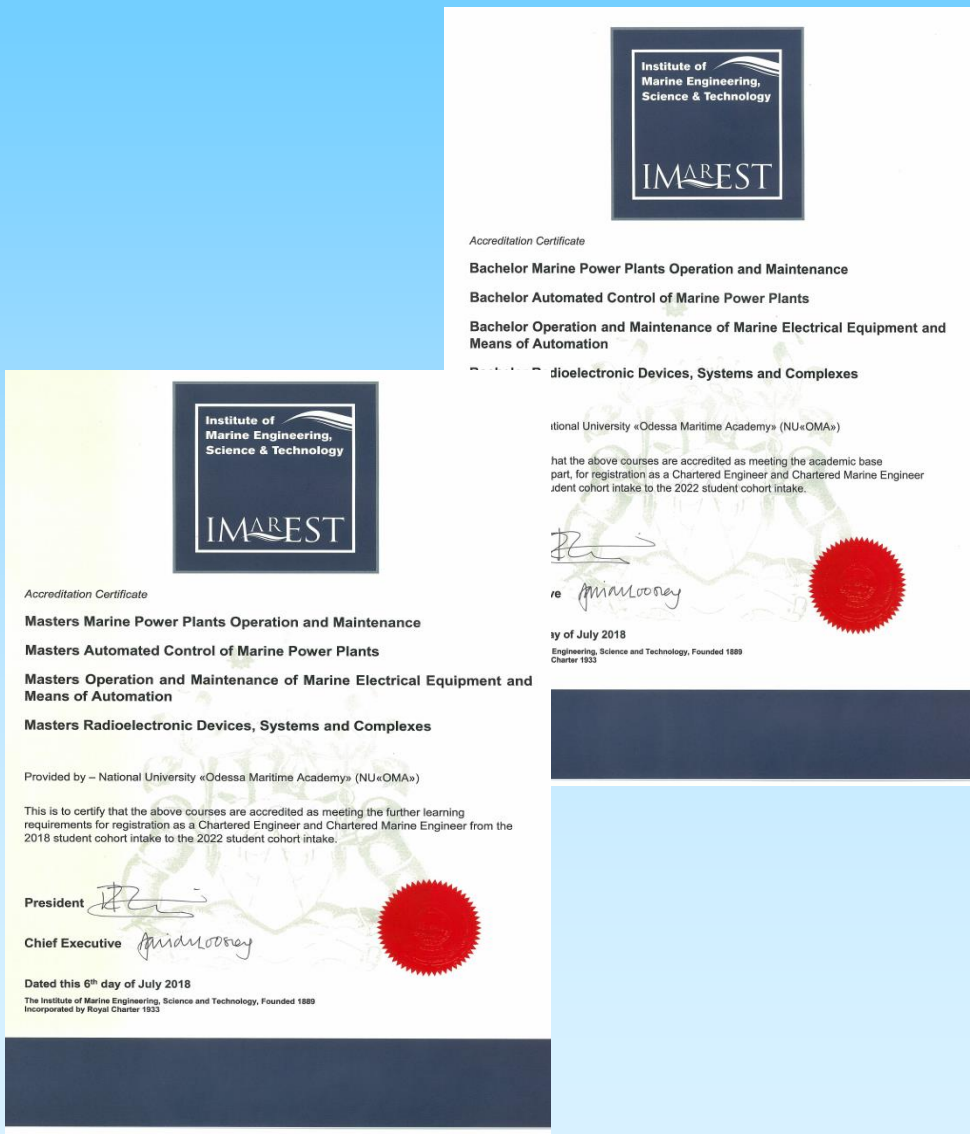 Institute of
Marine Engineering,
Science & Technology
IMarEST
Accreditation Certificate
Bachelor Marine Power Plants Operation and Maintenance
Bachelor Automated Control of Marine Power Plants
Bachelor Operation and Maintenance of Marine Electrical Equipment and
Means of Automation
dioelectronic Devices, Systems and Complexes
tional University «Odessa Maritime Academy» (NU«OMA»)
hat the above courses are accredited as meeting the academic base
part, for registration as a Chartered Engineer and Chartered Marine Engineer
udent cohort intake to the 2022 student cohort intake.
ve
ay of July 2018
Engineering, Science and Technology, Founded 1889
Charter 1933
Institute of
Marine Engineering,
Science & Technology
IMarEST
Accreditation Certificate
Masters Marine Power Plants Operation and Maintenance
Masters Automated Control of Marine Power Plants
Masters Operation and Maintenance of Marine Electrical Equipment and
Means of Automation
Masters Radioelectronic Devices, Systems and Complexes
Provided by – National University «Odessa Maritime Academy» (NU«OMA»)
This is to certify that the above courses are accredited as meeting the further learning
requirements for registration as a Chartered Engineer and Chartered Marine Engineer from the
2018 student cohort intake to the 2022 student cohort intake.
President
Chief Executive
Dated this 6th day of July 2018
The Institute of Marine Engineering, Science and Technology, Founded 1889
Incorporated by Royal Charter 1933